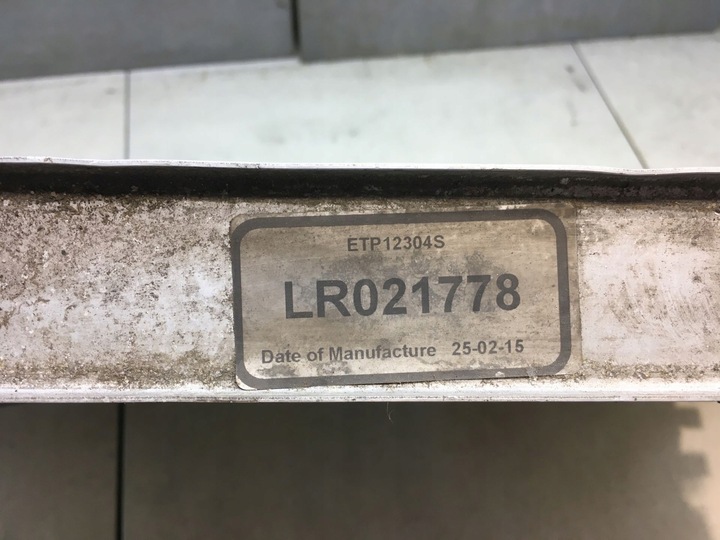 ETP12304S
LR021778
Date of Manufacture 25-02-15